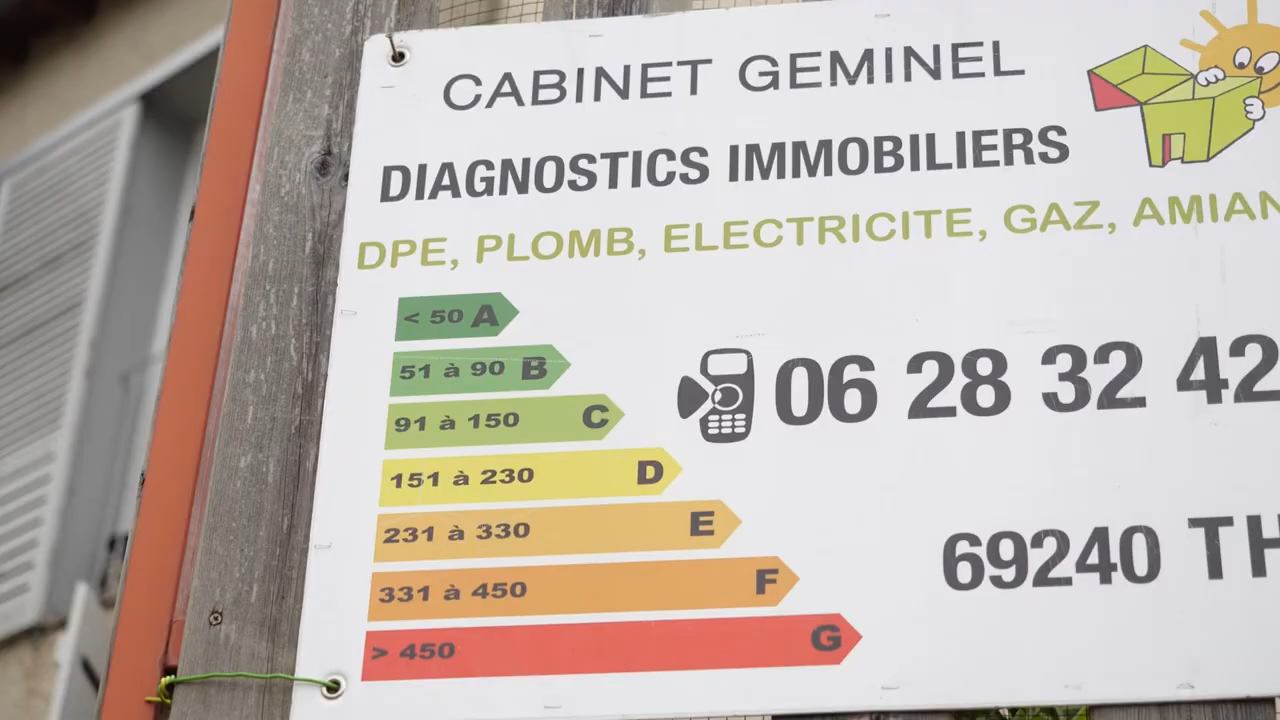 CABINET GEMINEL
DIAGNOSTICS IMMOBILIERS
DPE, PLOMB, ELECTRICITE, GAZ, AMIAN
< 50 A
51 à 90 B
91 à 150 C
151 à 230 D
231 à 330 E
331 à 450 F
> 450 G
06 28 32 42
69240 TH